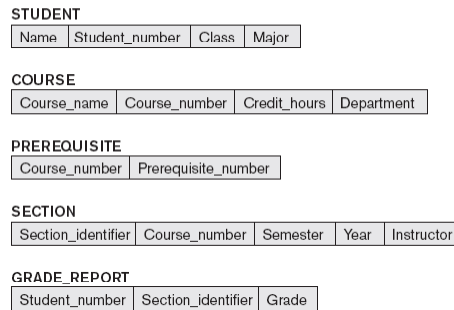 STUDENT
Name Student_number Class Major
COURSE
Course_name Course_number Credit_hours Department
PREREQUISITE
Course_number Prerequisite_number
SECTION
Section_identifier Course_number Semester Year Instructor
GRADE_REPORT
Student_number Section_identifier Grade